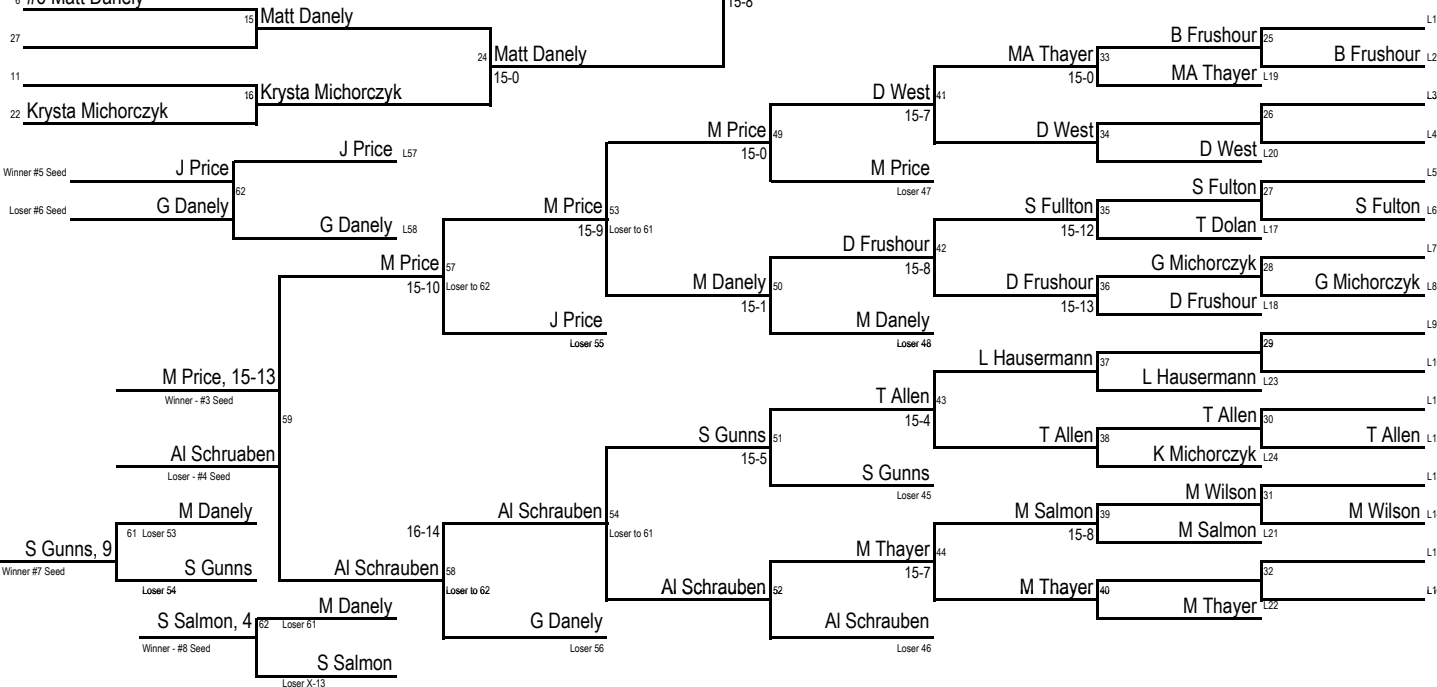 15-8
6 #6 Matt Danely
15 Matt Danely
27
24 Matt Danely
15-0
11
16 Krysta Michorczyk
22 Krysta Michorczyk
J Price L57
Winner #5 Seed J Price
62
Loser #6 Seed G Danely
G Danely L58
M Price 57
15-10 Loser to 62
M Price 53
15-9 Loser to 61
J Price
Loser 55
M Price 49
15-0
M Price
Loser 47
M Danely 50
15-1
M Danely
Loser 48
D West 41
15-7
D Frushour 42
15-8
MA Thayer 33
15-0
D West 34
S Fullton 35
15-12
D Frushour 36
15-13
B Frushour 25
MA Thayer L19
26
D West L20
S Fulton 27
T Dolan L17
G Michorczyk 28
D Frushour L18
L1
B Frushour L2
L3
L4
L5
S Fulton L6
L7
G Michorczyk L8
L9
M Price, 15-13
Winner - #3 Seed
59
Al Schruaben
Loser - #4 Seed
M Danely
61 Loser 53
S Gunns, 9
Winner #7 Seed
S Gunns
Loser 54
S Salmon, 4 62
Winner - #8 Seed
M Danely
Loser 61
S Salmon
Loser X-13
16-14
Al Schrauben 58
Loser to 62
Al Schrauben 54
Loser to 61
G Danely
Loser 56
S Gunns 51
15-5
S Gunns
Loser 45
Al Schrauben 52
Al Schrauben
Loser 46
T Allen 43
15-4
M Thayer 44
15-7
L Hausermann 37
T Allen 38
M Salmon 39
15-8
M Thayer 40
29
L Hausermann L23
T Allen 30
K Michorczyk L24
M Wilson 31
M Salmon L21
32
M Thayer L22
L1
L1
T Allen L1
L1
M Wilson L1
L1
L1